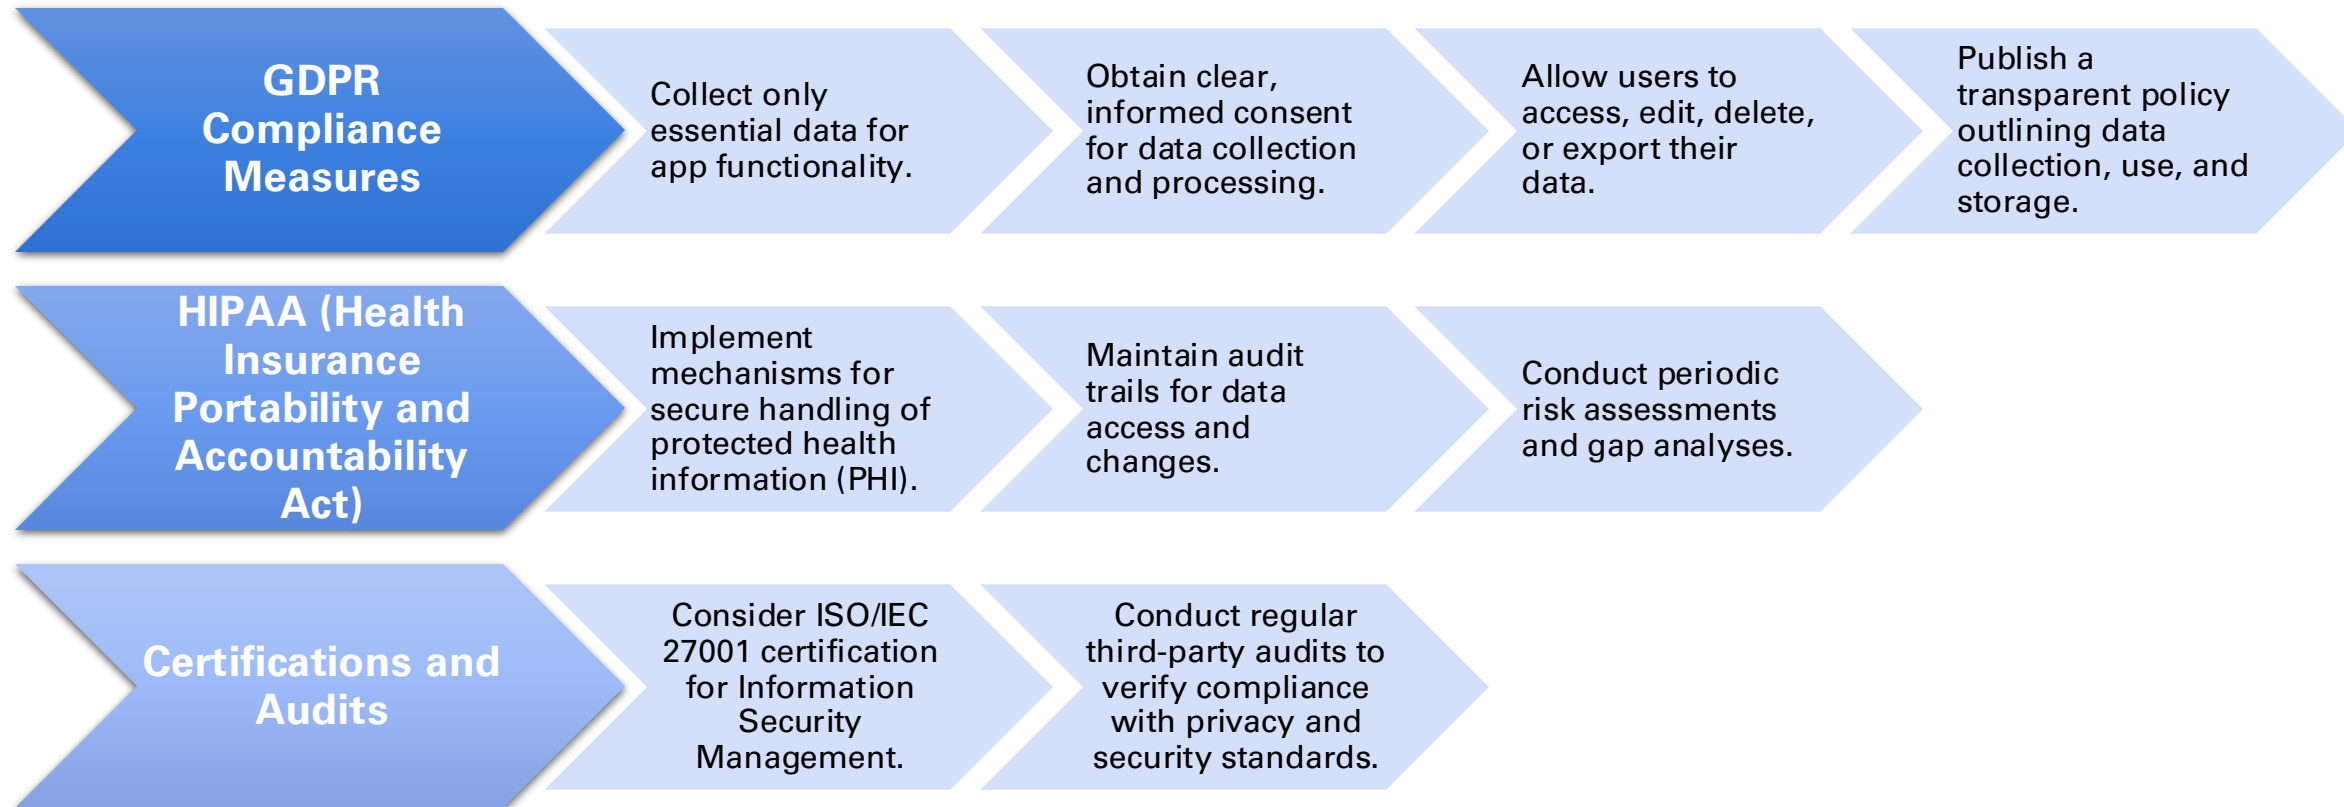 GDPR
Compliance
Measures
Collect only
essential data for
app functionality.
Obtain clear,
informed consent
for data collection
and processing.
Allow users to
access, edit, delete,
or export their
data.
Publish a
transparent policy
outlining data
collection, use, and
storage.
HIPAA (Health
Insurance
Portability and
Accountability
Act)
Implement
mechanisms for
secure handling of
protected health
information (PHI).
Maintain audit
trails for data
access and
changes.
Conduct periodic
risk assessments
and gap analyses.
Certifications and
Audits
Consider ISO/IEC
27001 certification
for Information
Security
Management.
Conduct regular
third-party audits to
verify compliance
with privacy and
security standards.